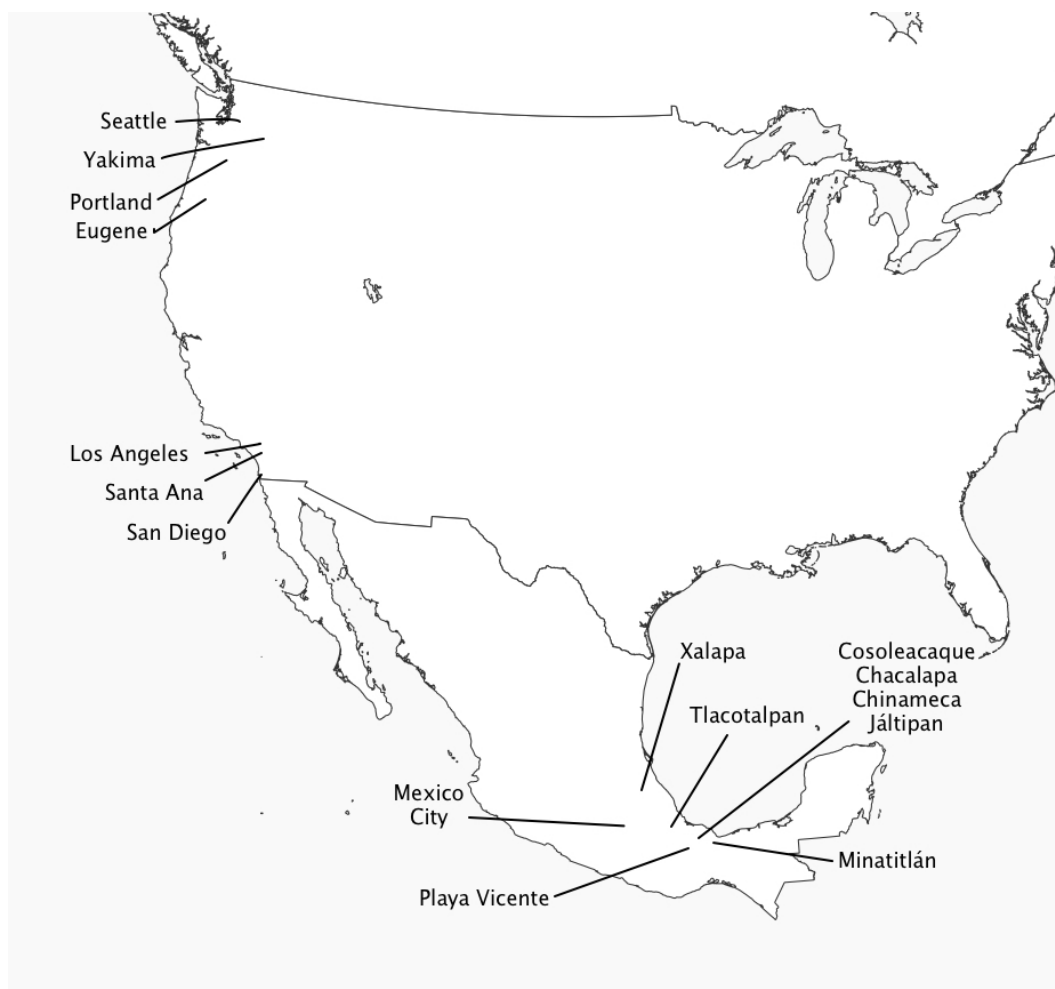 Seattle
Yakima
Portland
Eugene
Los Angeles
Santa Ana
San Diego
Xalapa
Cosoleacaque
Chacalapa
Chinameca
Jáltipan
Tlacotalpan
Mexico
City
Minatitlán
Playa Vicente